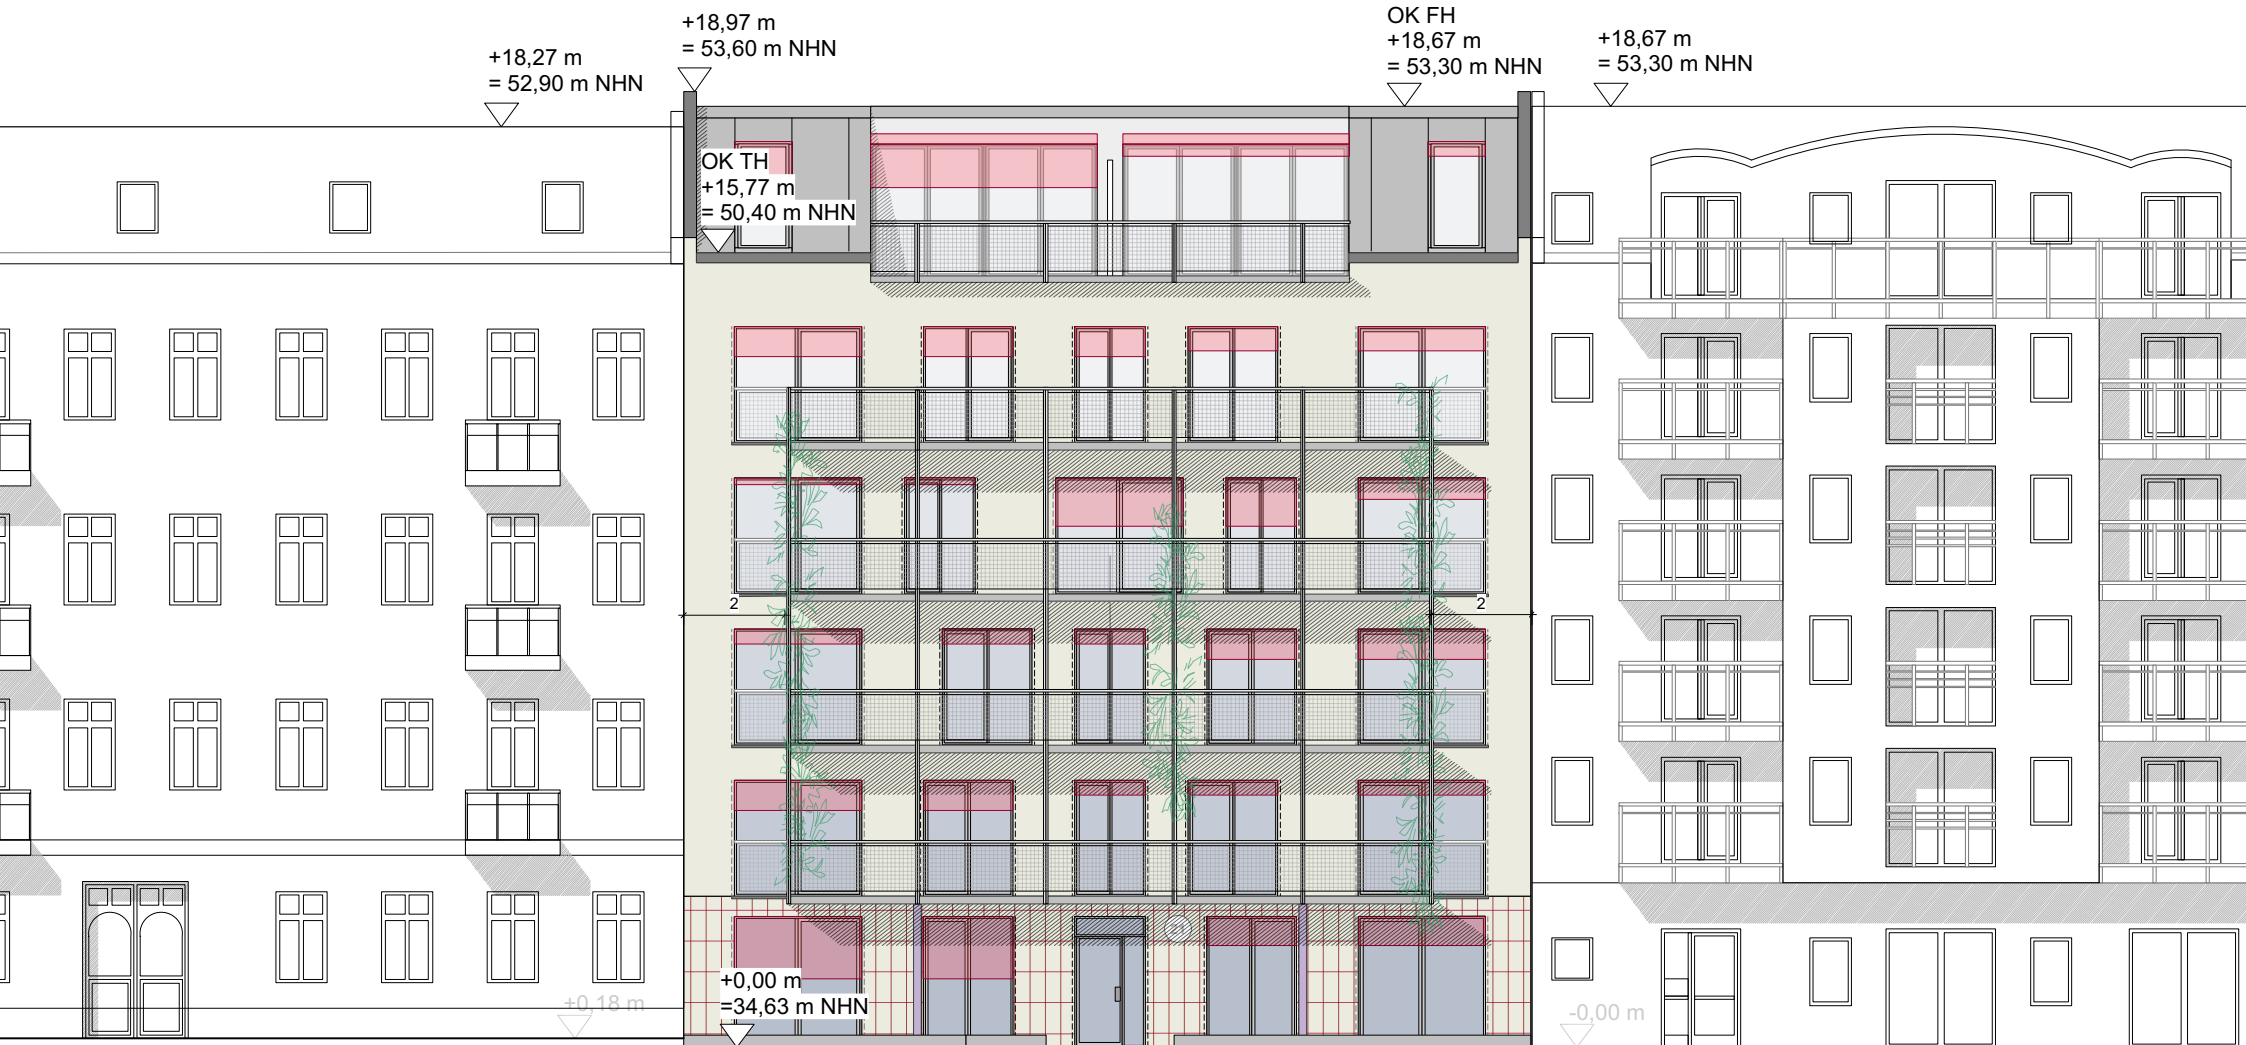 +18,27 m
= 52,90 m NHN
+18,97 m
= 53,60 m NHN
OK FH
+18,67 m
= 53,30 m NHN
+18,67 m
= 53,30 m NHN
OK TH
+15,77 m
= 50,40 m NHN
2
2
21
+0,00 m
=34,63 m NHN
+0,18 m
-0,00 m